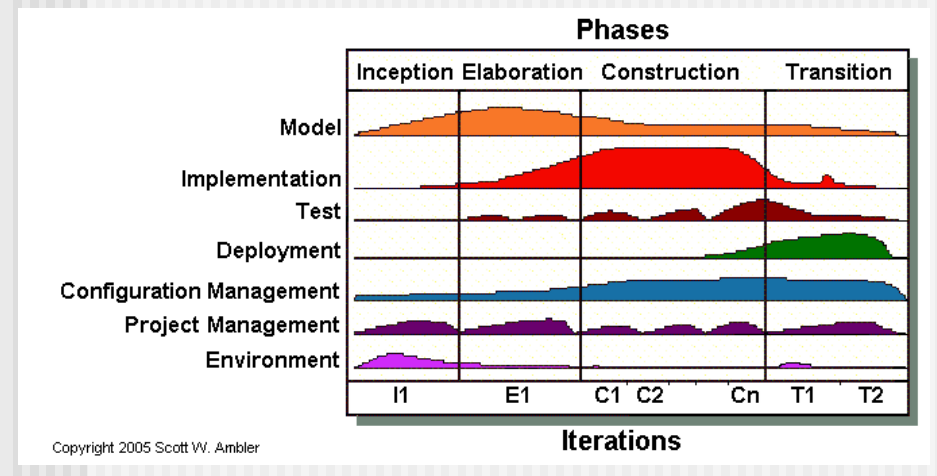 Phases
Inception Elaboration Construction Transition
Model
Implementation
Test
Deployment
Configuration Management
Project Management
Environment
I1 E1 C1 C2 Cn T1 T2
Iterations
Copyright 2005 Scott W. Ambler